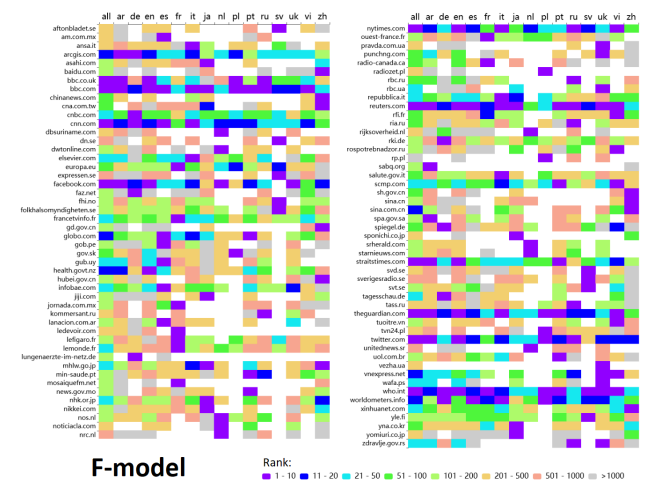 all ar de en es fr it ja nl pl pt ru sv uk vi zh
aftonbladet.se
am.com.mx
ansa.it
arcgis.com
asahi.com
baidu.com
bbc.co.uk
bbc.com
chinanews.com
cna.com.tw
cnbc.com
cnn.com
dbsuriname.com
dn.se
dwtonline.com
elsevier.com
europa.eu
expressen.se
facebook.com
faz.net
fhi.no
folkhalsomyndigheten.se
francetvinfo.fr
gd.gov.cn
globo.com
gob.pe
gov.sk
gub.uy
health.govt.nz
hubei.gov.cn
infobae.com
jiji.com
jornada.com.mx
kommersant.ru
lanacion.com.ar
ledevoir.com
lefigaro.fr
lemonde.fr
lungenaerzte-im-netz.de
mhlw.go.jp
min-saude.pt
mosaiquefm.net
news.gov.mo
nhk.or.jp
nikkei.com
nos.nl
noticiacla.com
nrc.nl
all ar de en es fr it ja nl pl pt ru sv uk vi zh
nytimes.com
ouest-france.fr
pravda.com.ua
punchng.com
radio-canada.ca
radiozet.pl
rbc.ru
rbc.ua
repubblica.it
reuters.com
rfi.fr
ria.ru
rijksoverheid.nl
rki.de
rospotrebnadzor.ru
rp.pl
sabq.org
salute.gov.it
scmp.com
sh.gov.cn
sina.cn
sina.com.cn
spa.gov.sa
spiegel.de
sponichi.co.jp
srherald.com
starnieuws.com
straitstimes.com
svd.se
sverigesradio.se
svt.se
tagesschau.de
tass.ru
theguardian.com
tuoitre.vn
tvn24.pl
twitter.com
unitednews.sr
uol.com.br
vezha.ua
vnexpress.net
wafa.ps
who.int
worldometers.info
xinhuanet.com
yle.fi
yna.co.kr
yomiuri.co.jp
zdravlje.gov.rs
F-model
Rank:
1 - 10 11 - 20 21 - 50 51 - 100 101 - 200 201 - 500 501 - 1000 >1000